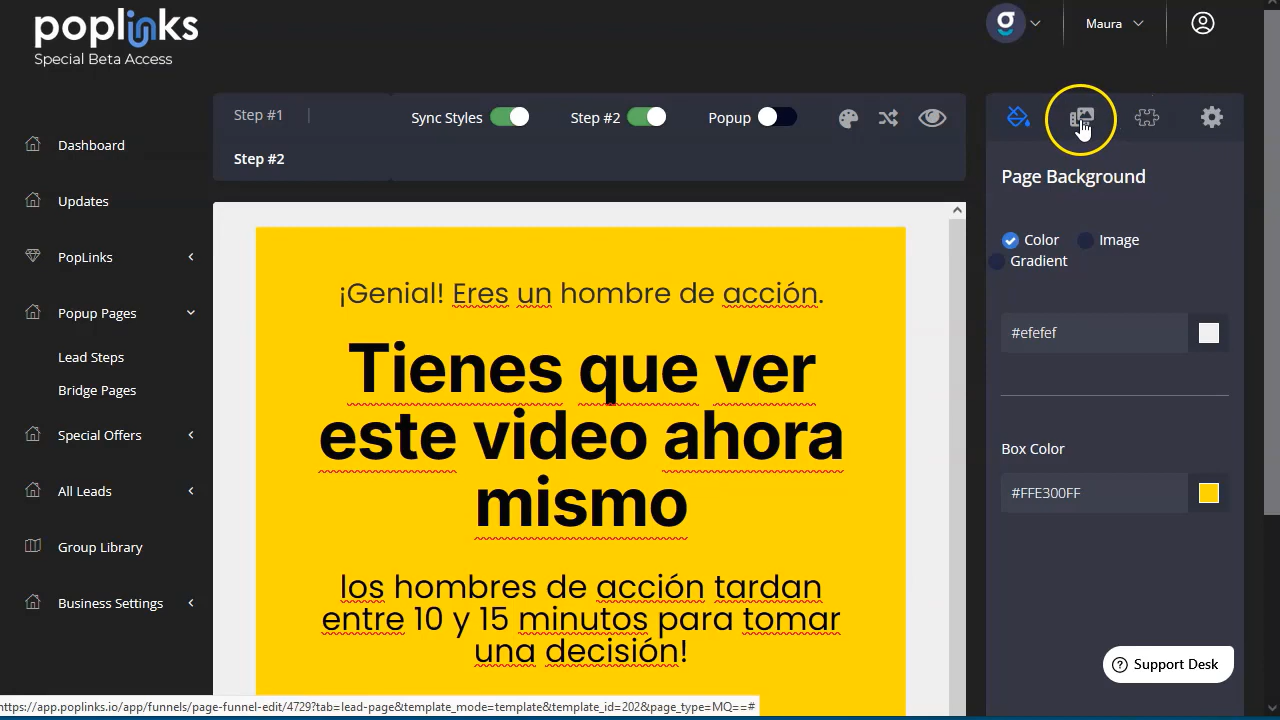 poplinks
Special Beta Access
Maura
Step #1
Sync Styles
Step #2
Popup
Step #2
Dashboard
Updates
PopLinks
Popup Pages
Lead Steps
Bridge Pages
Special Offers
All Leads
Group Library
Business Settings
¡Genial! Eres un hombre de acción.
Tienes que ver
este video ahora
mismo
los hombres de acción tardan
entre 10 y 15 minutos para tomar
una decisión!
Page Background
Color
Image
Gradient
#efefef
Box Color
#FFE300FF
Support Desk
https://app.poplinks.io/app/funnels/page-funnel-edit/4729?tab=lead-page&template_mode=template&template_id=202&page_type=MQ==#